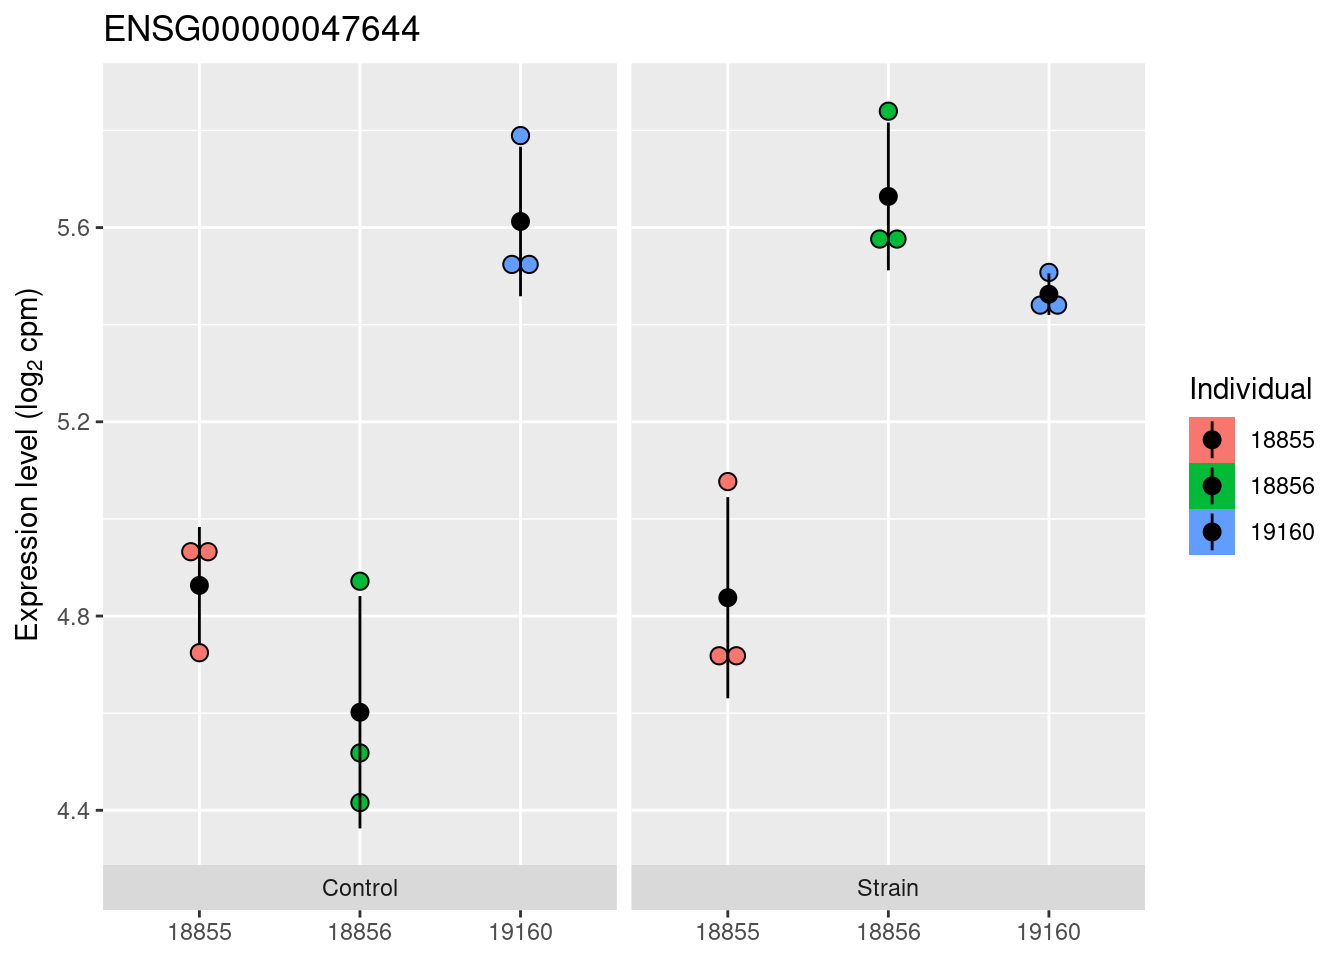 ENSG00000047644
Expression level (log₂ cpm)
5.6
5.2
4.8
4.4
Control
Strain
18855 18856 19160
18855 18856 19160
Individual
18855
18856
19160